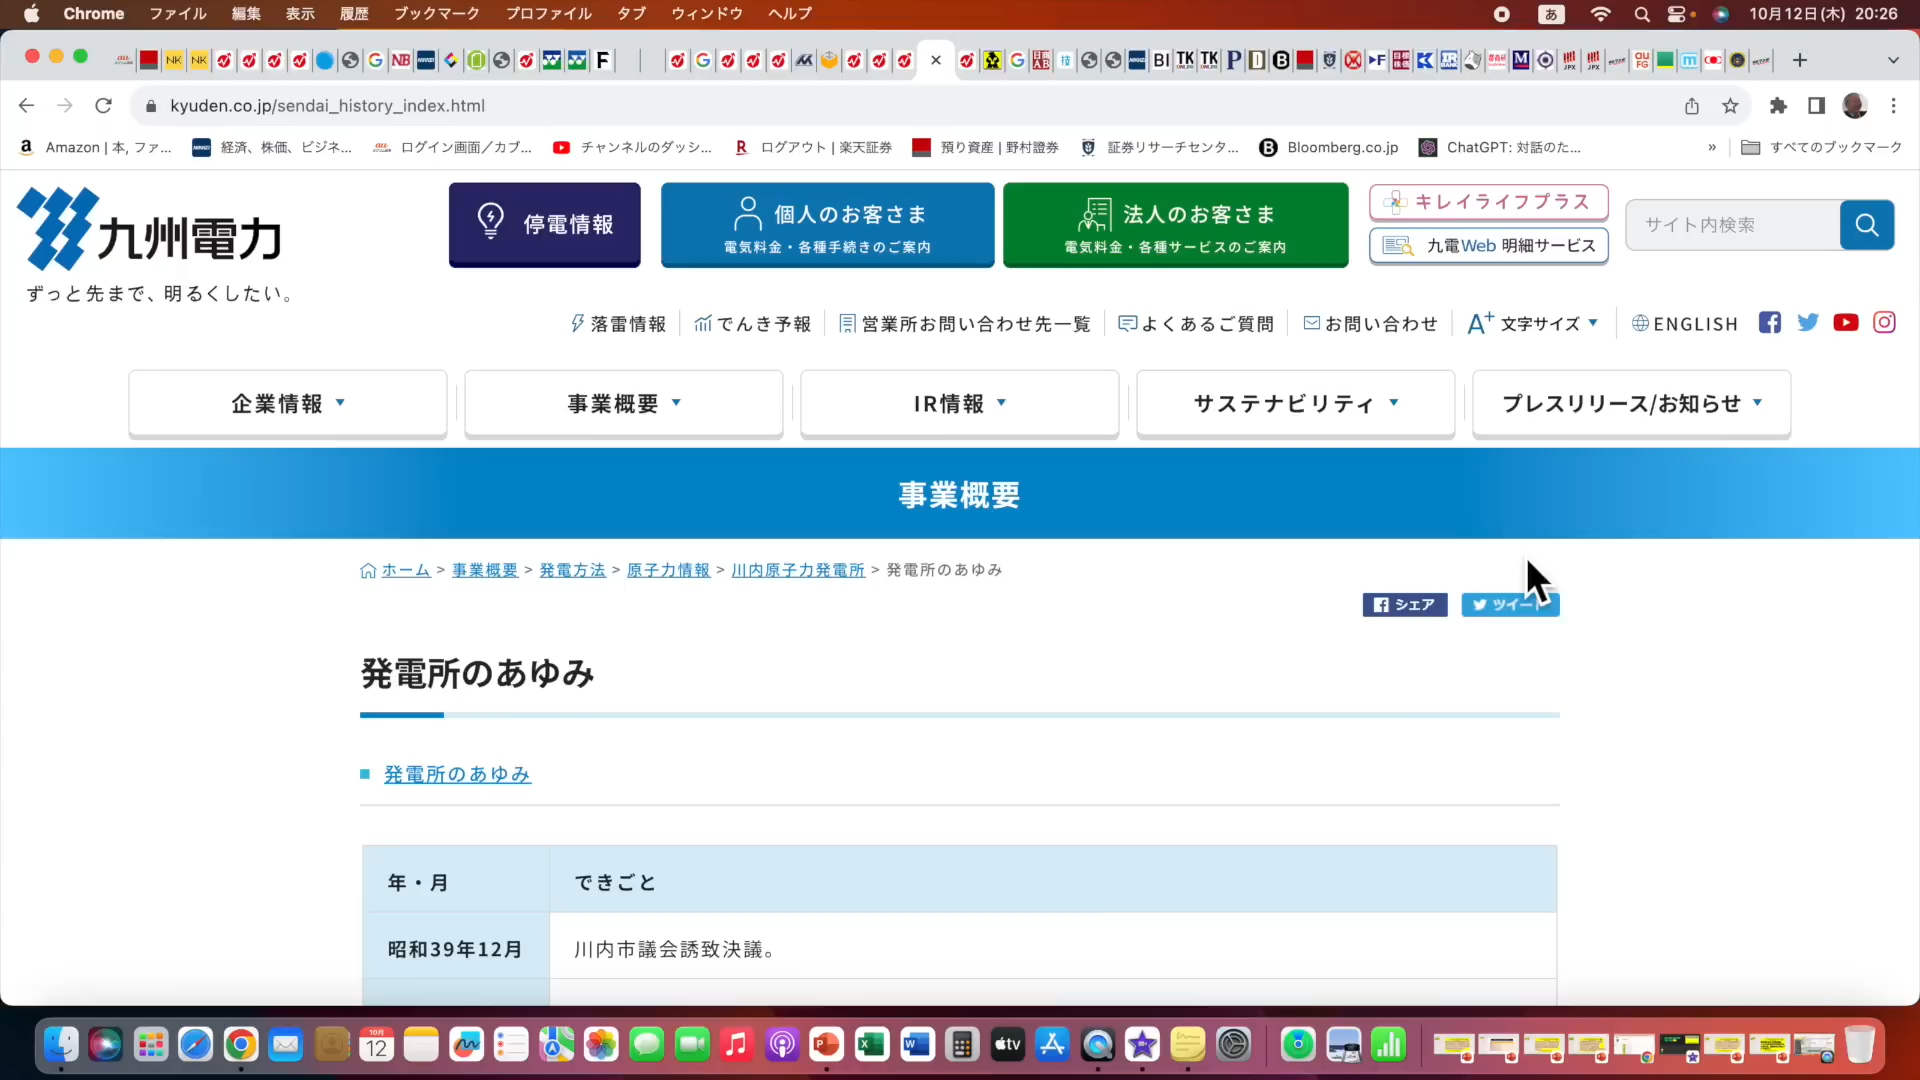 Chrome ファイル 編集 表示 履歴 ブックマーク プロファイル タブ ウィンドウ ヘルプ あ 10月12日(木) 20:26
kyuden.co.jp/sendai_history_index.html
Amazon | 本, ファ... 経済、株価、ビジネ... ログイン画面／カブ... チャンネルのダッシ... ログアウト | 楽天証券 預り資産 | 野村證券 証券リサーチセンタ... Bloomberg.co.jp ChatGPT: 対話のた... » すべてのブックマーク
九州電力
ずっと先まで、明るくしたい。
停電情報
個人のお客さま
電気料金・各種手続きのご案内
法人のお客さま
電気料金・各種サービスのご案内
キレイライフプラス
九電Web 明細サービス
サイト内検索
落雷情報 でんき予報 営業所お問い合わせ先一覧 よくあるご質問 お問い合わせ A+ 文字サイズ ENGLISH
企業情報 事業概要 IR情報 サステナビリティ プレスリリース/お知らせ
事業概要
ホーム > 事業概要 > 発電方法 > 原子力情報 > 川内原子力発電所 > 発電所のあゆみ
シェア ツイート
発電所のあゆみ
発電所のあゆみ
年・月 できごと
昭和39年12月 川内市議会誘致決議。